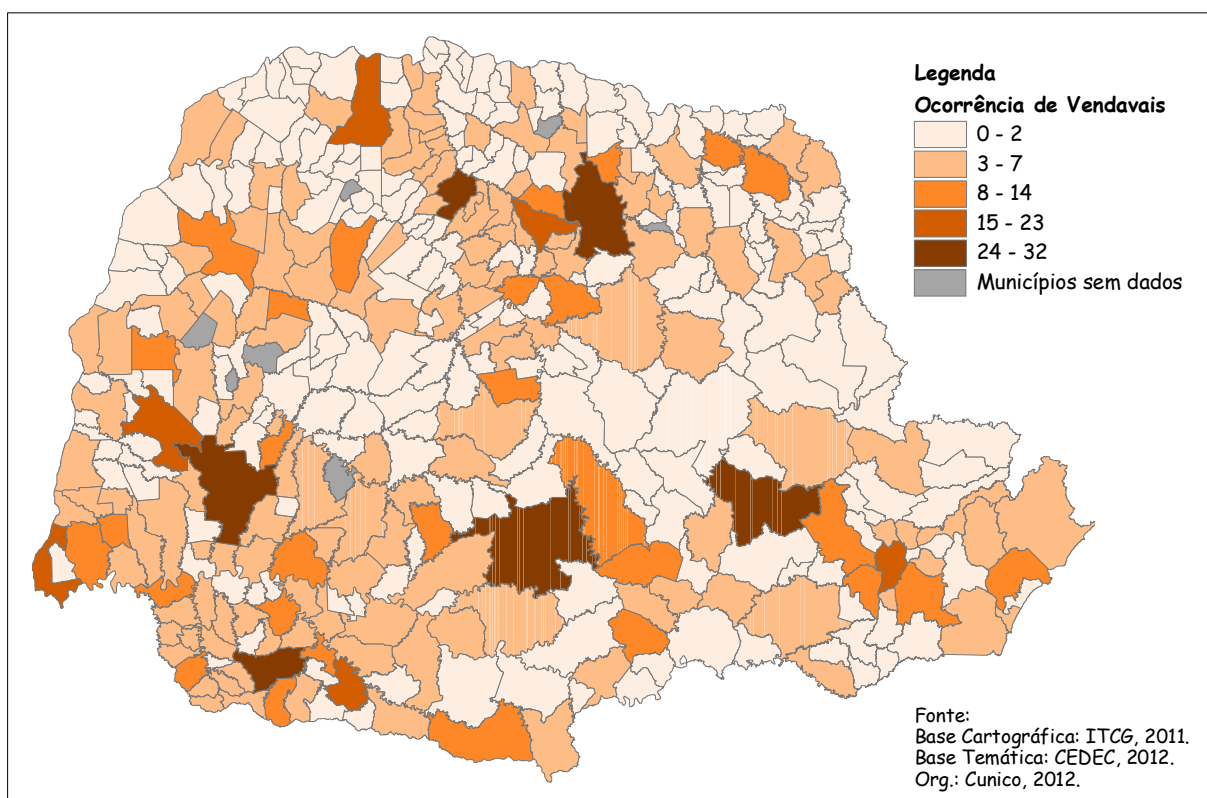 Legenda
Ocorrência de Vendavais
0 - 2
3 - 7
8 - 14
15 - 23
24 - 32
Municípios sem dados
Fonte:
Base Cartográfica: ITCG, 2011.
Base Temática: CEDEC, 2012.
Org.: Cunico, 2012.